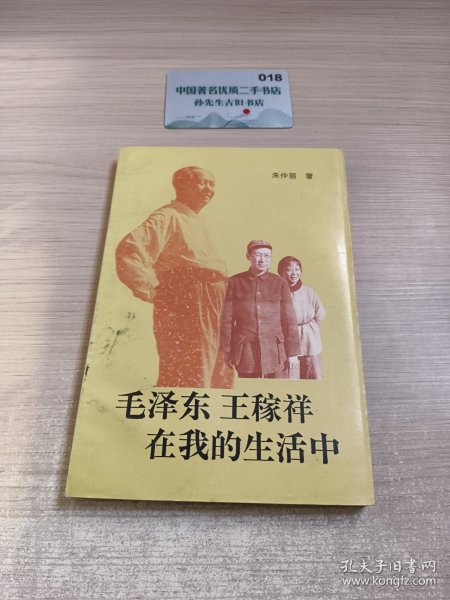 018
中国著名优质二手书店
孙先生古旧书店
朱仲丽 著
毛泽东 王稼祥
在我的生活中
孔夫子旧书网
www.kongfz.com